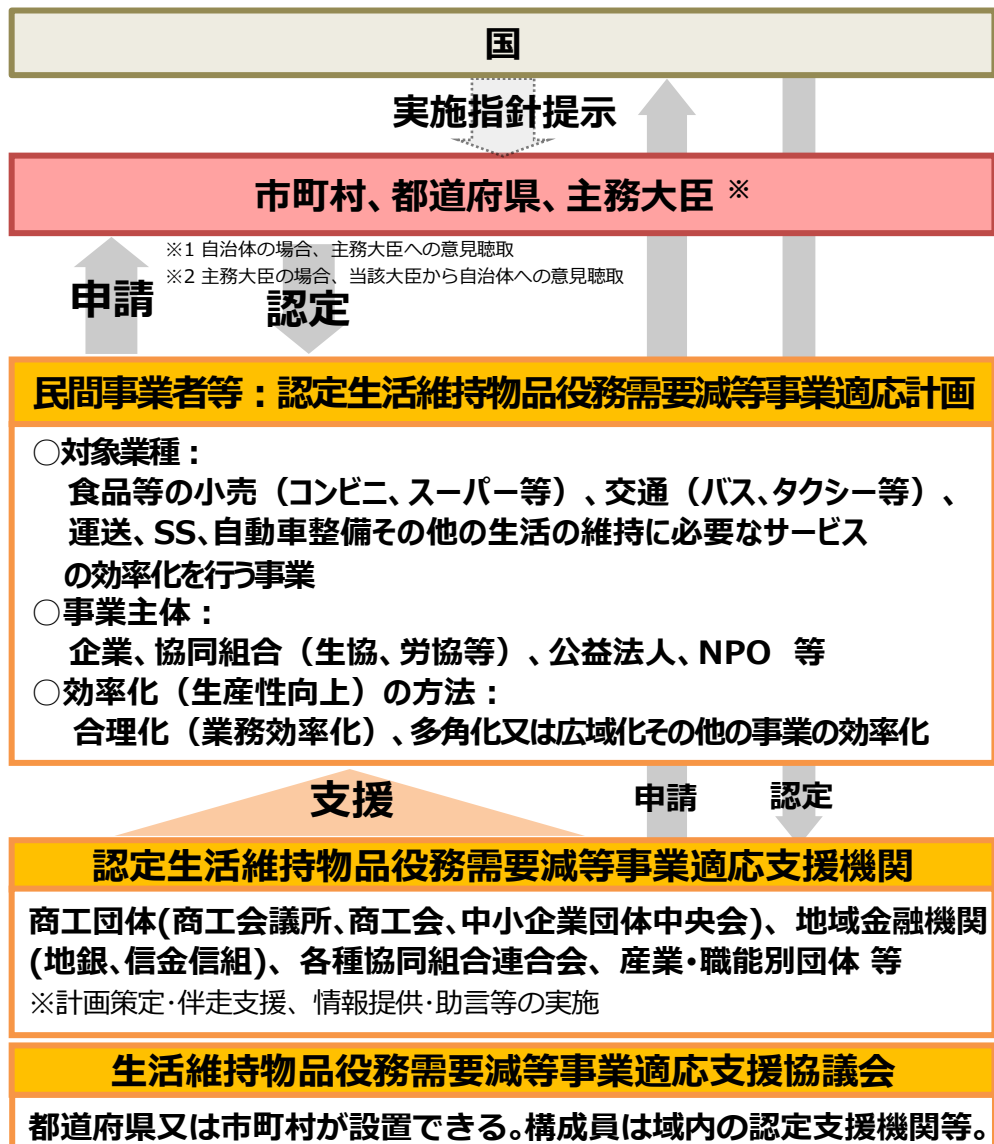 国
実施指針提示
市町村、都道府県、主務大臣 ※
※1 自治体の場合、主務大臣への意見聴取
※2 主務大臣の場合、当該大臣から自治体への意見聴取
申請
認定
民間事業者等：認定生活維持物品役務需要減等事業適応計画
○対象業種：
食品等の小売（コンビニ、スーパー等）、交通（バス、タクシー等）、
運送、SS、自動車整備その他の生活の維持に必要なサービス
の効率化を行う事業
○事業主体：
企業、協同組合（生協、労協等）、公益法人、NPO 等
○効率化（生産性向上）の方法：
合理化（業務効率化）、多角化又は広域化その他の事業の効率化
支援
申請
認定
認定生活維持物品役務需要減等事業適応支援機関
商工団体(商工会議所、商工会、中小企業団体中央会)、地域金融機関
(地銀、信金信組)、各種協同組合連合会、産業・職能別団体 等
※計画策定・伴走支援、情報提供・助言等の実施
生活維持物品役務需要減等事業適応支援協議会
都道府県又は市町村が設置できる。構成員は域内の認定支援機関等。